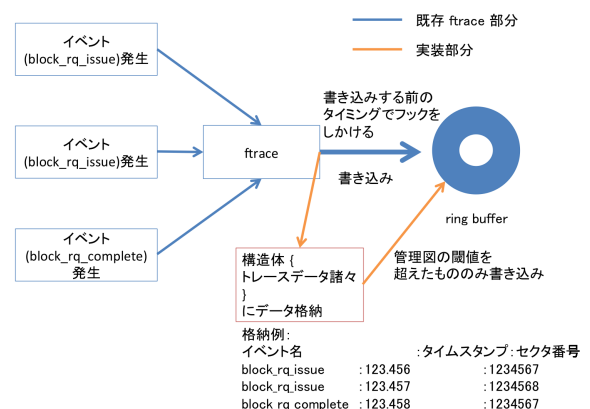 イベント
(block_rq_issue)発生
既存 ftrace 部分
実装部分
イベント
(block_rq_issue)発生
ftrace
書き込みする前の
タイミングでフックを
しかける
書き込み
ring buffer
イベント
(block_rq_complete)
発生
構造体 {
トレースデータ諸々
}
にデータ格納
管理図の閾値を
超えたもののみ書き込み
格納例:
イベント名 :タイムスタンプ:セクタ番号
block_rq_issue :123.456 :1234567
block_rq_issue :123.457 :1234568
block_rq_complete :123.458 :1234567